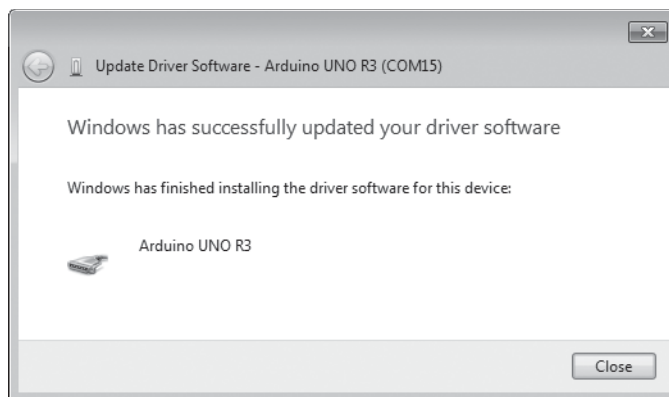 Update Driver Software - Arduino UNO R3 (COM15)
Windows has successfully updated your driver software
Windows has finished installing the driver software for this device:
Arduino UNO R3
Close